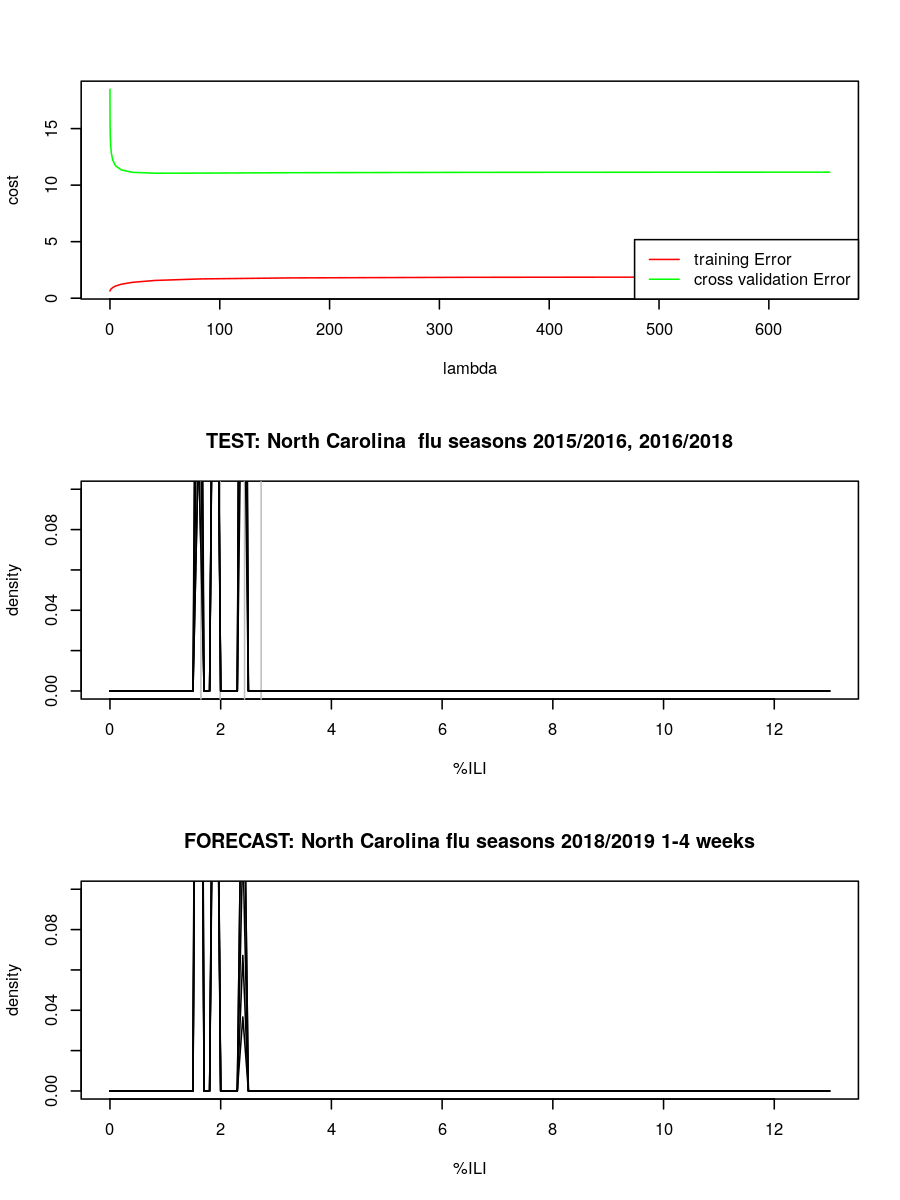 15
10
5
0
cost
training Error
cross validation Error
0 100 200 300 400 500 600
lambda
TEST: North Carolina  flu seasons 2015/2016, 2016/2018
0.08
0.04
0.00
density
0 2 4 6 8 10 12
%ILI
FORECAST: North Carolina flu seasons 2018/2019 1-4 weeks
0.08
0.04
0.00
density
0 2 4 6 8 10 12
%ILI